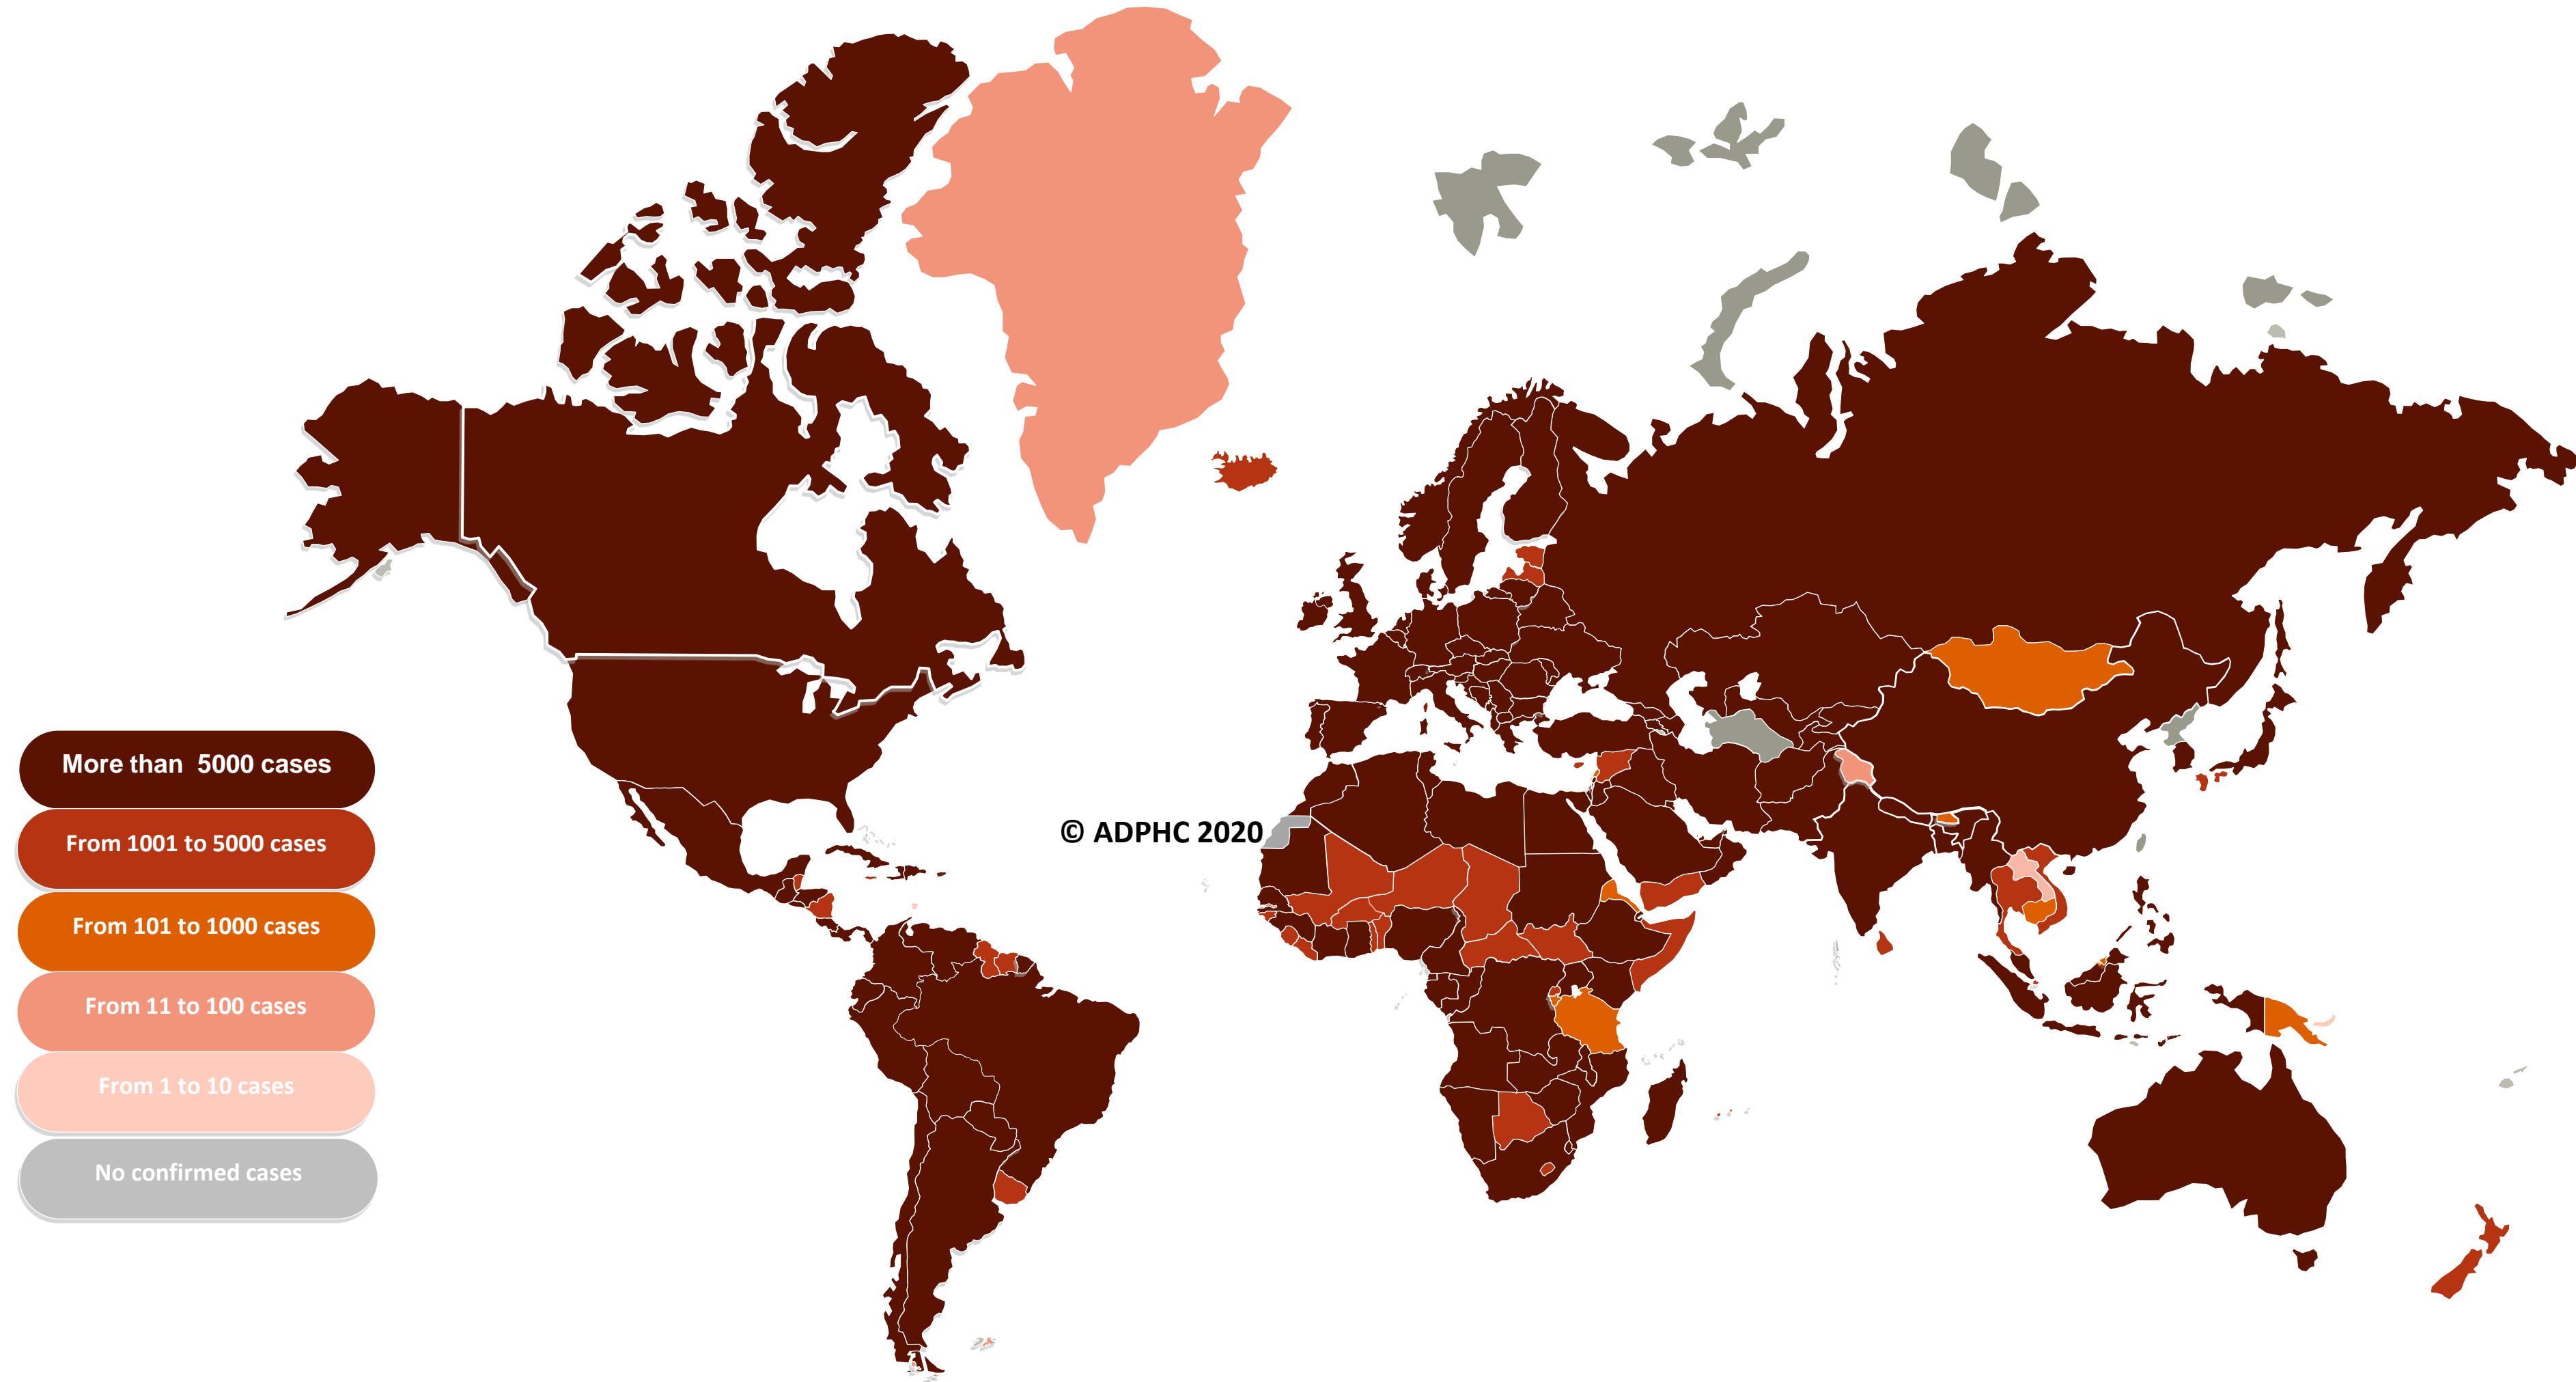 More than  5000 cases
From 1001 to 5000 cases
© ADPHC 2020
From 101 to 1000 cases
From 11 to 100 cases
From 1 to 10 cases
No confirmed cases